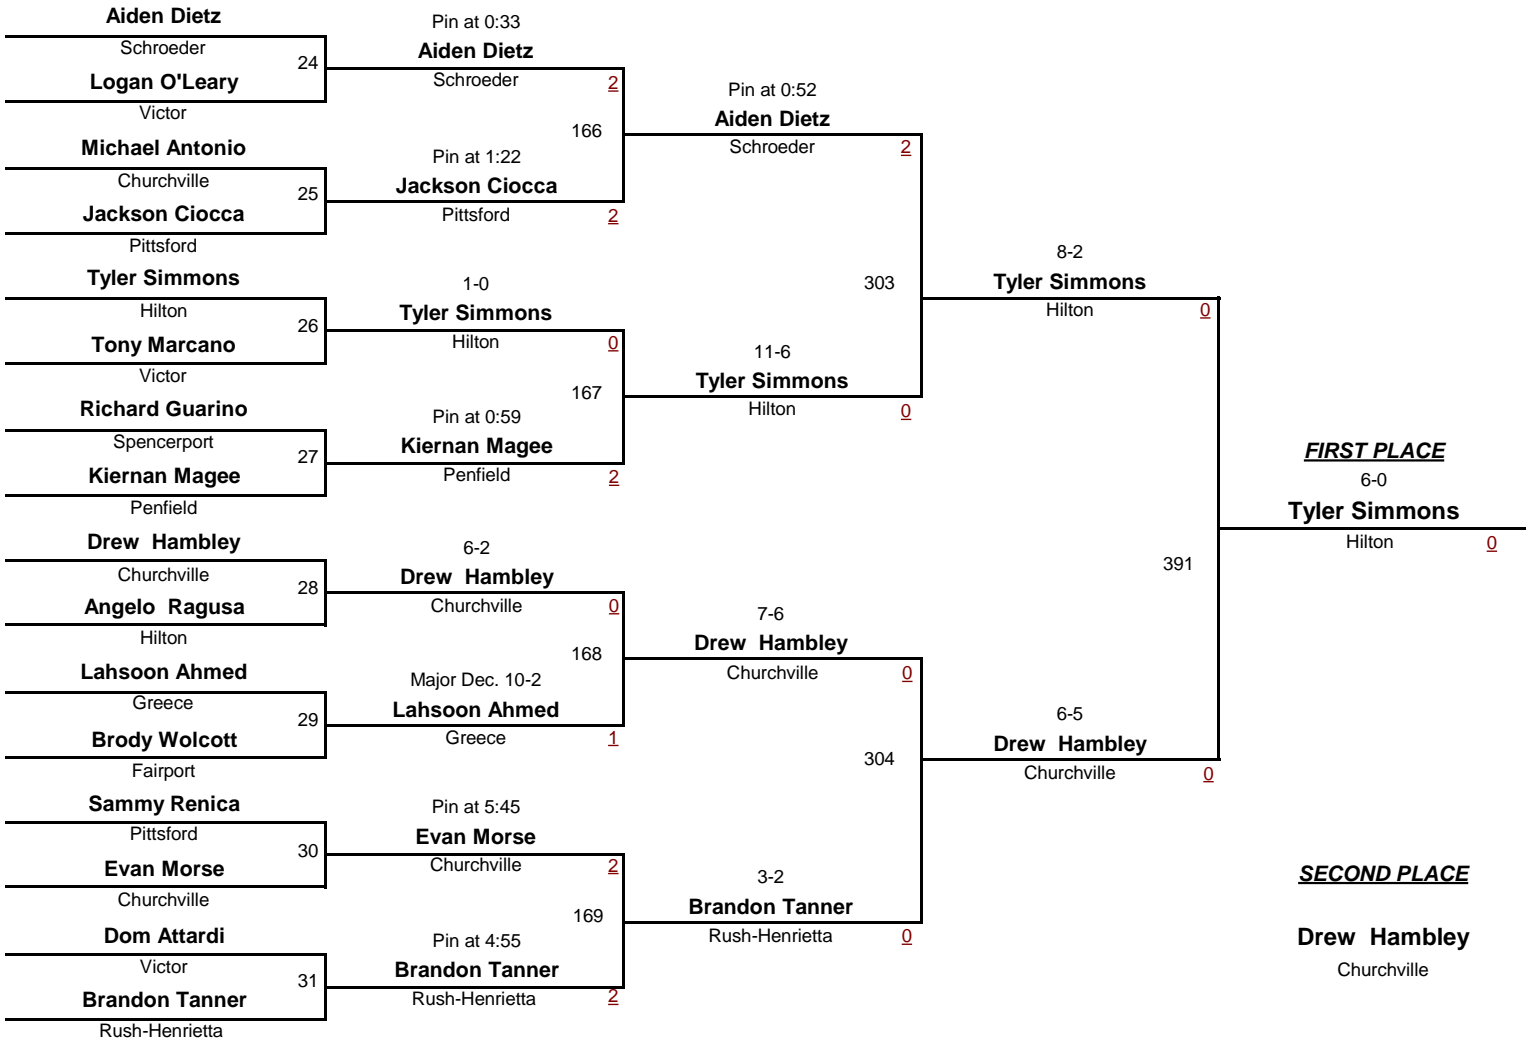 Aiden Dietz
Schroeder
24
Logan O'Leary
Victor
Michael Antonio
Churchville
25
Jackson Ciocca
Pittsford
Tyler Simmons
Hilton
26
Tony Marcano
Victor
Richard Guarino
Spencerport
27
Kiernan Magee
Penfield
Drew Hambley
Churchville
28
Angelo Ragusa
Hilton
Lahsoon Ahmed
Greece
29
Brody Wolcott
Fairport
Sammy Renica
Pittsford
30
Evan Morse
Churchville
Dom Attardi
Victor
31
Brandon Tanner
Rush-Henrietta
Pin at 0:33
Aiden Dietz
Schroeder
2
166
Pin at 1:22
Jackson Ciocca
Pittsford
2
1-0
Tyler Simmons
Hilton
0
167
Pin at 0:59
Kiernan Magee
Penfield
2
6-2
Drew Hambley
Churchville
0
168
Major Dec. 10-2
Lahsoon Ahmed
Greece
1
Pin at 5:45
Evan Morse
Churchville
2
169
Pin at 4:55
Brandon Tanner
Rush-Henrietta
2
Pin at 0:52
Aiden Dietz
Schroeder
2
303
11-6
Tyler Simmons
Hilton
0
7-6
Drew Hambley
Churchville
0
304
3-2
Brandon Tanner
Rush-Henrietta
0
8-2
Tyler Simmons
Hilton
0
391
6-5
Drew Hambley
Churchville
0
FIRST PLACE
6-0
Tyler Simmons
Hilton
0
SECOND PLACE
Drew Hambley
Churchville